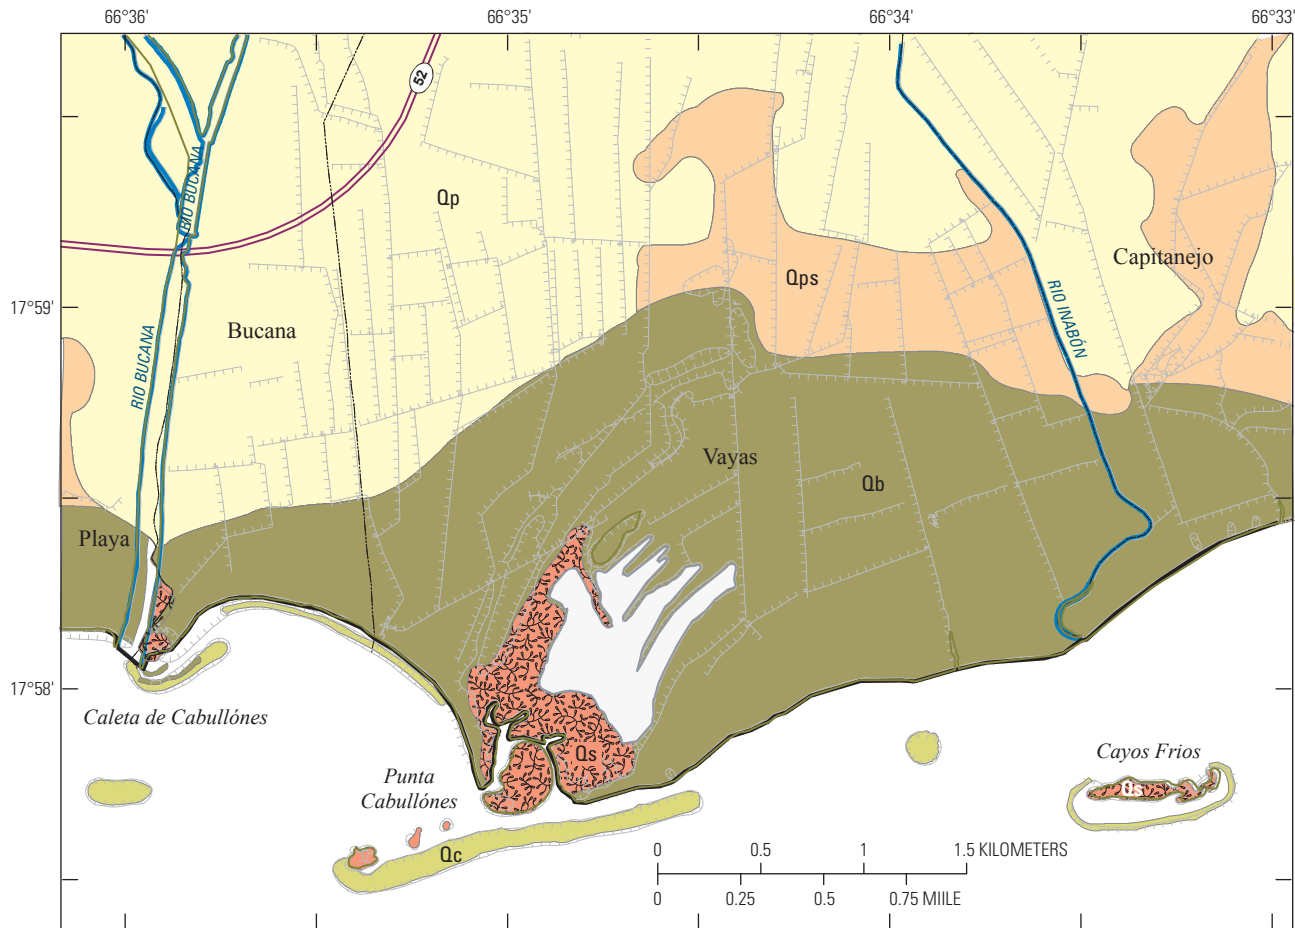 66°36'
66°35'
66°34'
66°33'
52
RIO BUCANA
Qp
Capitanejo
Qps
17°59'
RIO INABÓN
Bucana
RIO BUCANA
Vayas
Qb
Playa
17°58'
Caleta de Cabullónes
Qs
Cayos Frios
Punta
Cabullónes
Qs
Qc
0 0.5 1 1.5 KILOMETERS
0 0.25 0.5 0.75 MIILE